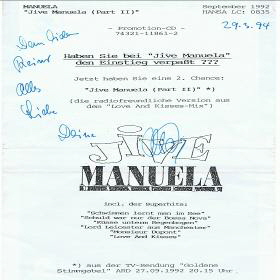 MANUELA
"Jive Manuela (Part II)"
September 1992
HANSA LC: 0835
29.3.94
- Promotion-CD -
74321-11861-2
Haben Sie bei "Jive Manuela"
den Einstieg verpaßt ???
Jetzt haben Sie eine 2. Chance:
"Jive Manuela (Part II)" *)
(die radiofreundliche Version aus
dem "Love And Kisses-Mix")
Alles
Liebe
Deine
JIVE
MANUELA
incl. der Superhits:
"Schwimmen lernt man im See"
"Schuld war nur der Bossa Nova"
"Küsse unterm Regenbogen"
"Lord Leicester aus Manchester"
"Monsieur Dupont"
"Love And Kisses"
*) aus der TV-Sendung "Goldene
Stimmgabel" ARD 27.09.1992 20.15 Uhr